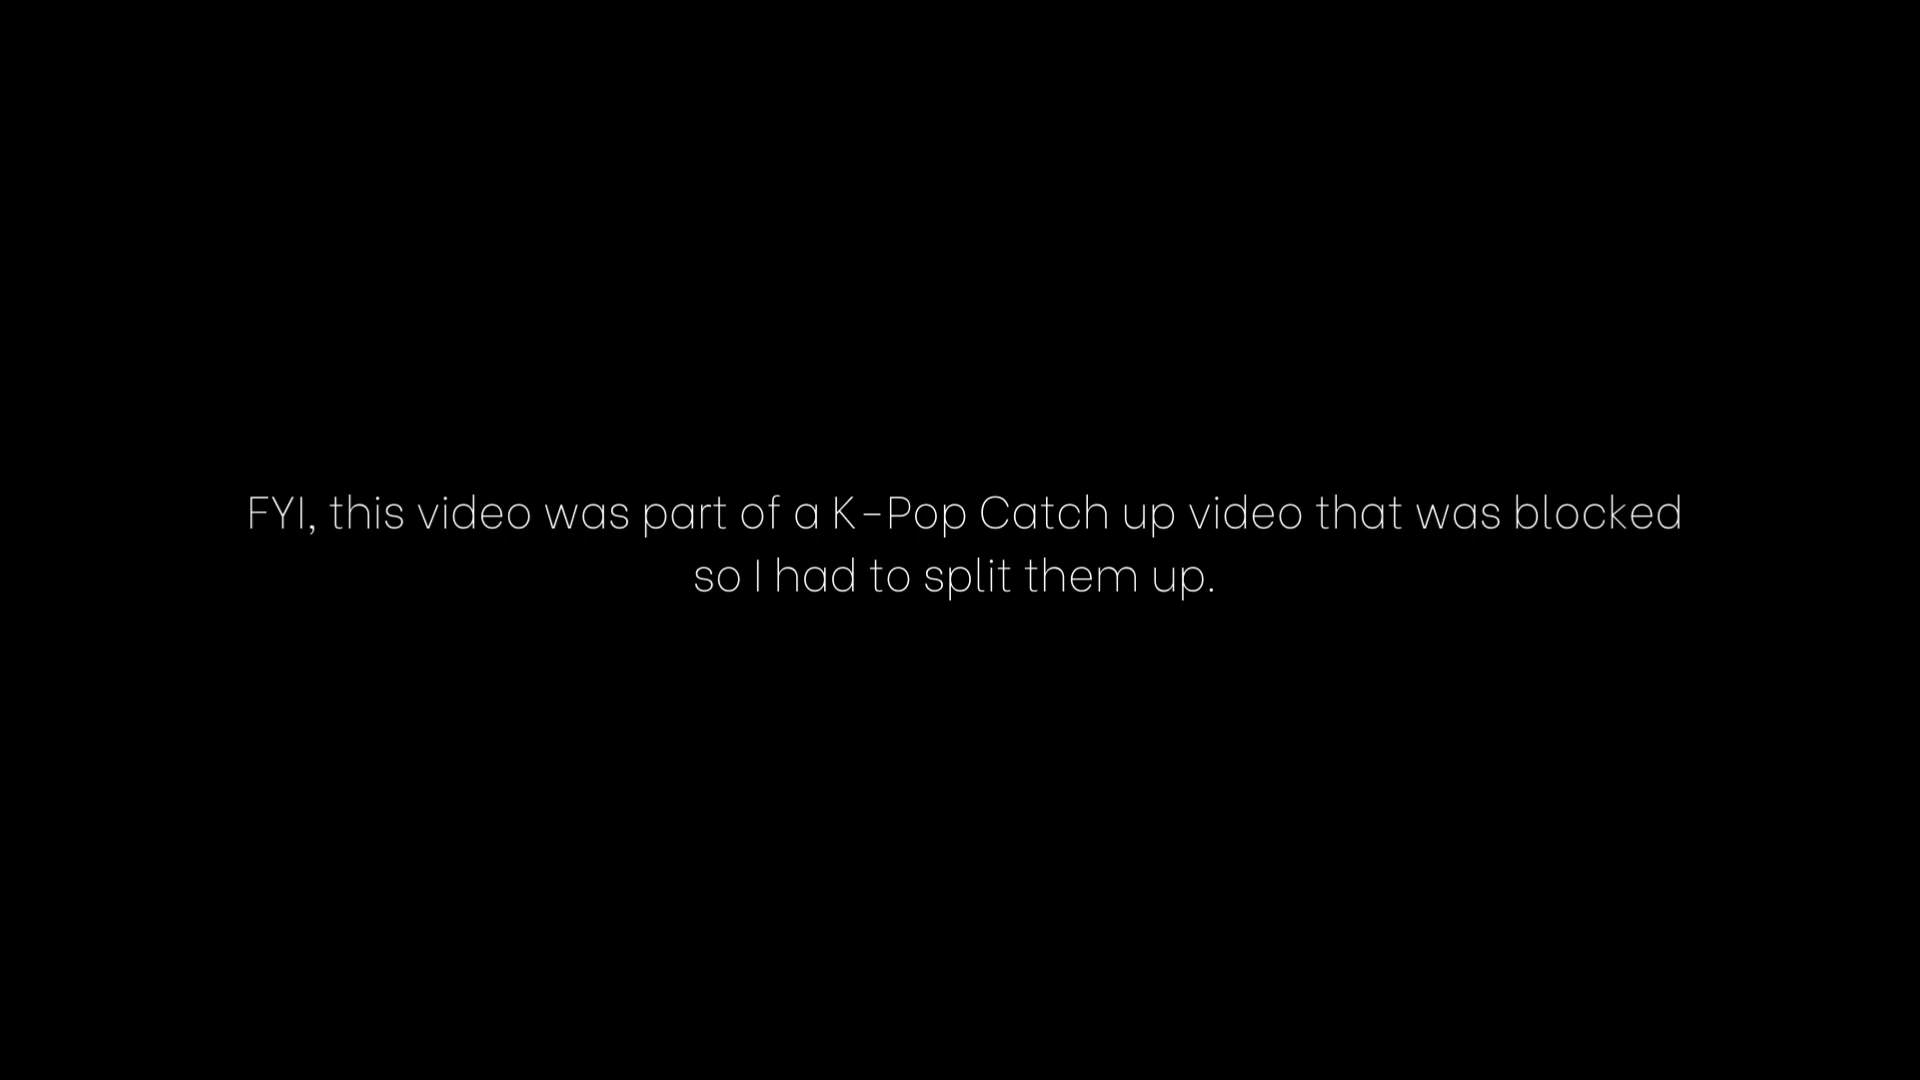 FYI, this video was part of a K-Pop Catch up video that was blocked
so I had to split them up.